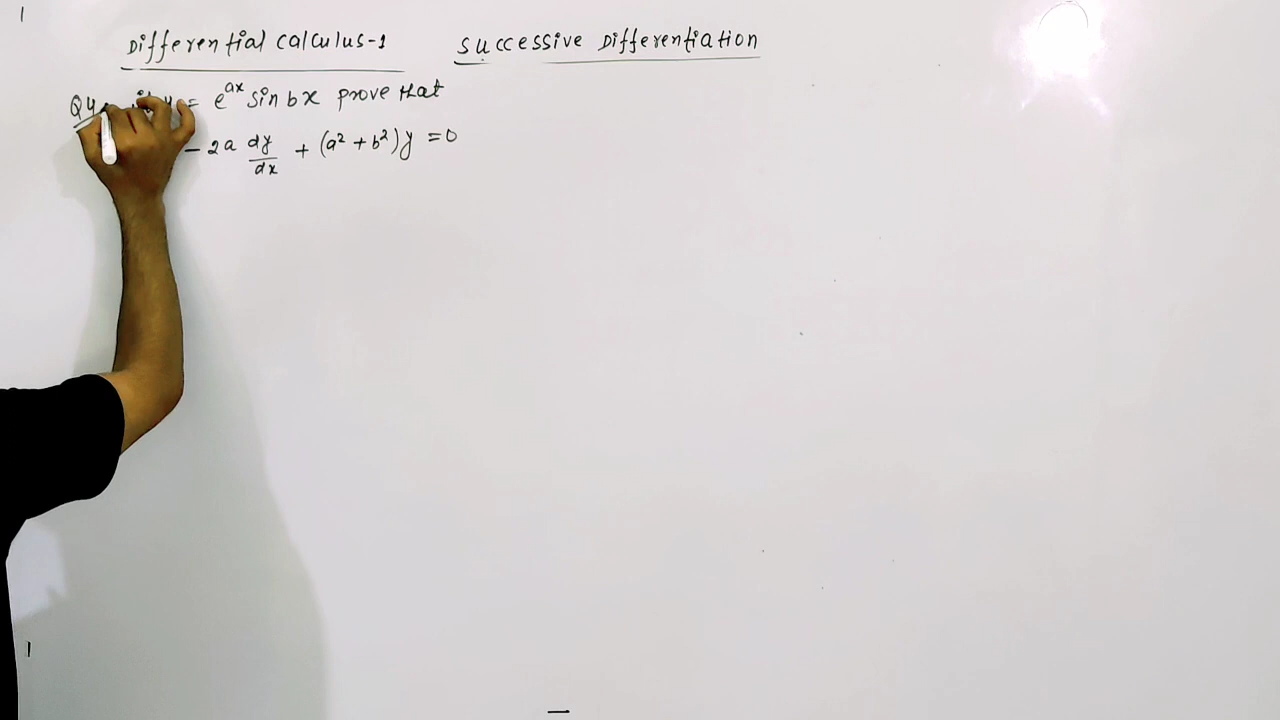 Differential Calculus-1 Successive Differentiation
Q4 = e^{ax} sin bx prove that
- 2a dy/dx + (a² + b²)y = 0